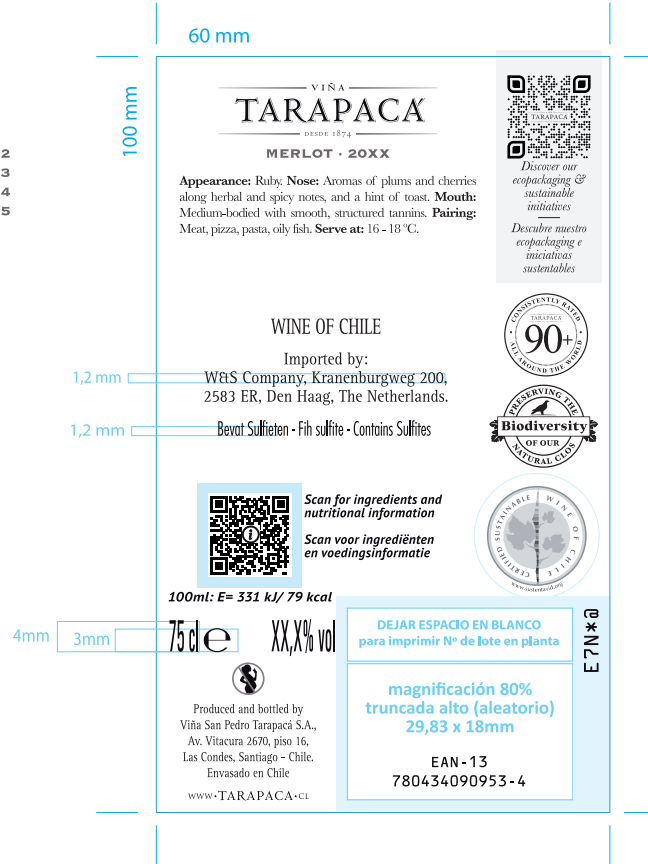 60 mm
100 mm
2
3
4
5
VIÑA
TARAPACÁ
DESDE 1874
MERLOT · 20XX
Appearance: Ruby. Nose: Aromas of plums and cherries
along herbal and spicy notes, and a hint of toast. Mouth:
Medium-bodied with smooth, structured tannins. Pairing:
Meat, pizza, pasta, oily fish. Serve at: 16 - 18 ºC.
TARAPACÁ
Discover our
ecopackaging &
sustainable
initiatives
Descubre nuestro
ecopackaging e
iniciativas
sustentables
WINE OF CHILE
Imported by:
1,2 mm
W&S Company, Kranenburgweg 200,
2583 ER, Den Haag, The Netherlands.
1,2 mm
Bevat Sulfieten - Fih sulfite - Contains Sulfites
CONSISTENTLY RATED
TARAPACÁ
90+
ALL AROUND THE WORLD
PRESERVING THE
Biodiversity
OF OUR
NATURAL CLOS
Scan for ingredients and
nutritional information
Scan voor ingrediënten
en voedingsinformatie
CERTIFIED SUSTAINABLE WINE OF CHILE
www.sustentavid.org
100ml: E= 331 kJ/ 79 kcal
4mm
3mm
75 cl e
XX,X% vol
DEJAR ESPACIO EN BLANCO
para imprimir Nº de lote en planta
E7N*a
magnificación 80%
truncada alto (aleatorio)
29,83 x 18mm
EAN-13
780434090953-4
Produced and bottled by
Viña San Pedro Tarapacá S.A.,
Av. Vitacura 2670, piso 16,
Las Condes, Santiago – Chile.
Envasado en Chile
WWW·TARAPACA·CL